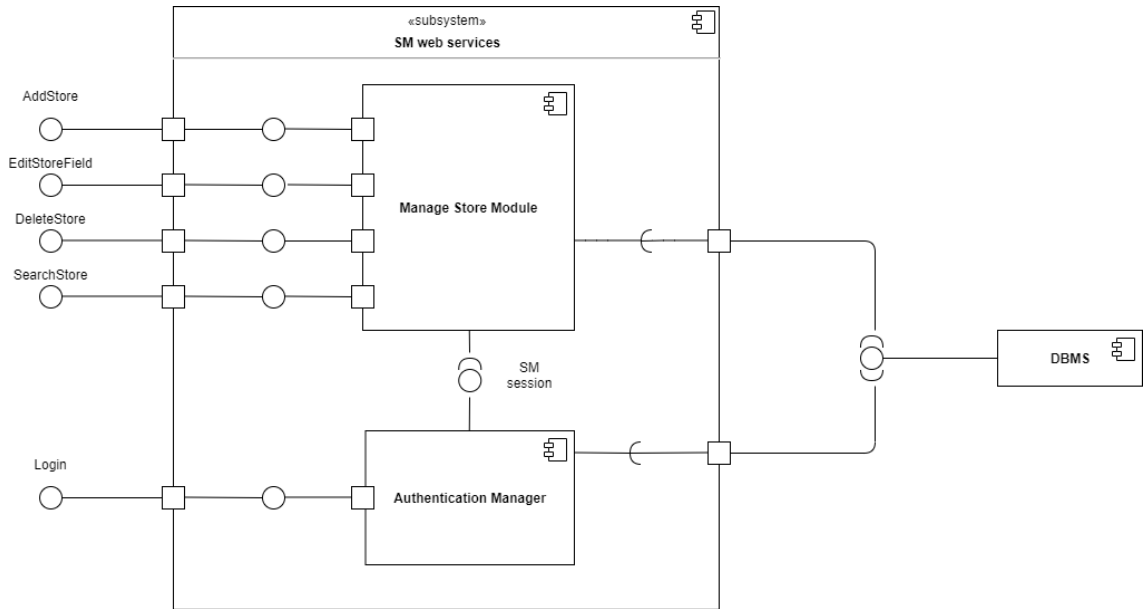 «subsystem»
SM web services
AddStore
EditStoreField
Manage Store Module
DeleteStore
SearchStore
SM
session
DBMS
Login
Authentication Manager